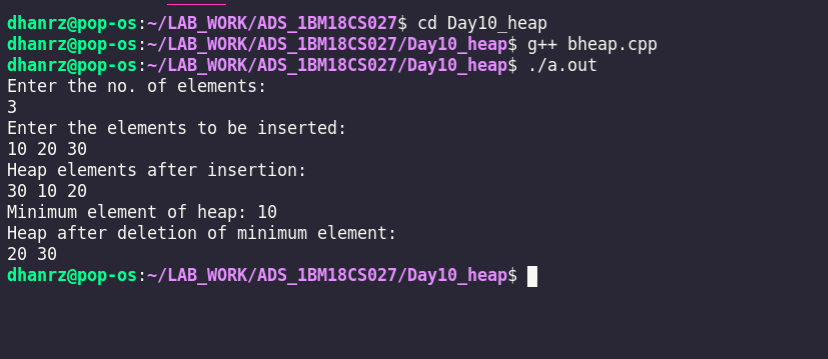 dhanrz@pop-os:~/LAB_WORK/ADS_1BM18CS027$ cd Day10_heap
dhanrz@pop-os:~/LAB_WORK/ADS_1BM18CS027/Day10_heap$ g++ bheap.cpp
dhanrz@pop-os:~/LAB_WORK/ADS_1BM18CS027/Day10_heap$ ./a.out
Enter the no. of elements:
3
Enter the elements to be inserted:
10 20 30
Heap elements after insertion:
30 10 20
Minimum element of heap: 10
Heap after deletion of minimum element:
20 30
dhanrz@pop-os:~/LAB_WORK/ADS_1BM18CS027/Day10_heap$